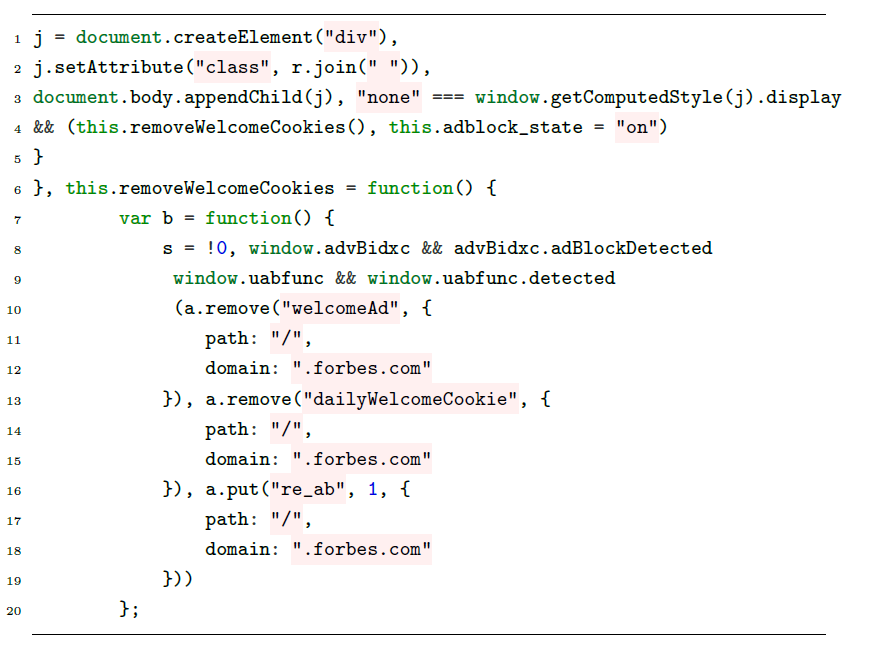 1 j = document.createElement("div"),
2 j.setAttribute("class", r.join(" ")),
3 document.body.appendChild(j), "none" === window.getComputedStyle(j).display
4 && (this.removeWelcomeCookies(), this.adblock_state = "on")
5 }
6 }, this.removeWelcomeCookies = function() {
7 var b = function() {
8 s = !0, window.advBidxc && advBidxc.adBlockDetected
9 window.uabfunc && window.uabfunc.detected
10 (a.remove("welcomeAd", {
11 path: "/",
12 domain: ".forbes.com"
13 }), a.remove("dailyWelcomeCookie", {
14 path: "/",
15 domain: ".forbes.com"
16 }), a.put("re_ab", 1, {
17 path: "/",
18 domain: ".forbes.com"
19 }))
20 };